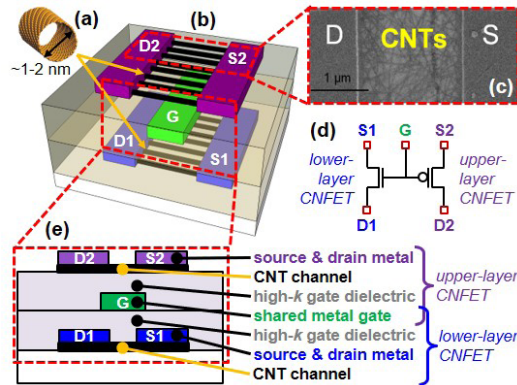 (a)
(b)
~1-2 nm
D2
S2
G
D1
S1
D
CNTs
S
1 µm
(c)
(d)
S1
G
S2
lower-
layer
CNFET
upper-
layer
CNFET
D1
D2
(e)
D2
S2
G
D1
S1
source & drain metal
CNT channel
high-k gate dielectric
shared metal gate
high-k gate dielectric
source & drain metal
CNT channel
upper-layer
CNFET
lower-layer
CNFET